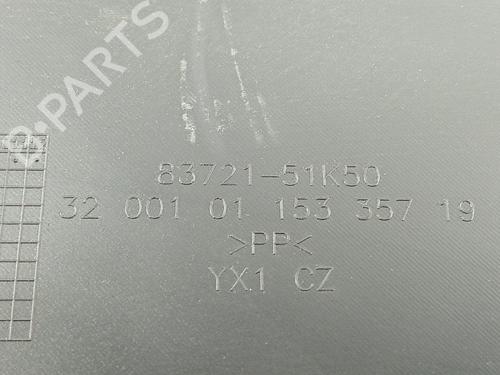 B-PARTS
83721-51K50
32 001 01 153 357 19
>PP<
YX1 CZ